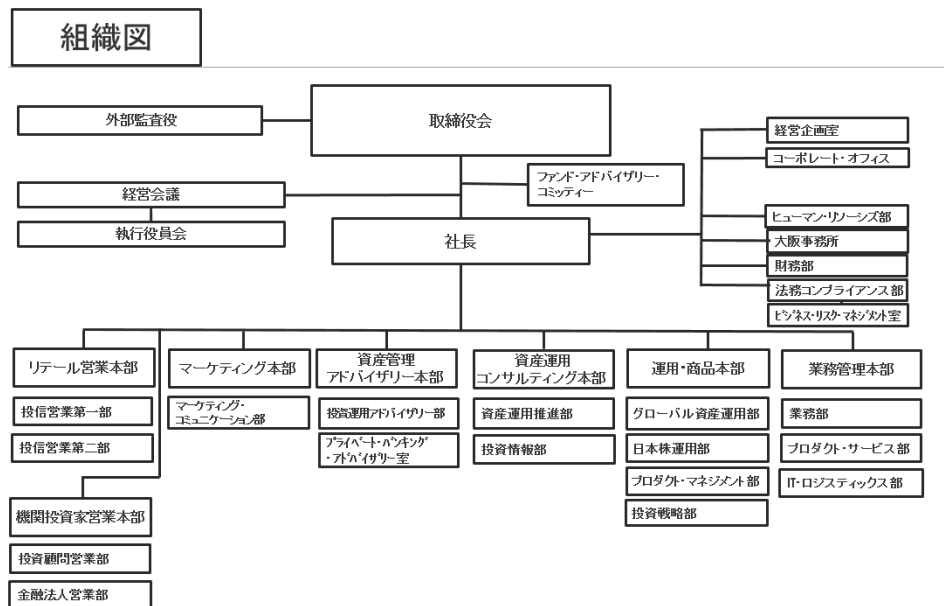 組織図
外部監査役
取締役会
経営企画室
コーポレート・オフィス
経営会議
ファンド・アドバイザリー・
コミッティー
執行役員会
社長
ヒューマン・リソーシズ部
大阪事務所
財務部
法務コンプライアンス部
ビジネス・リスク・マネジメント室
リテール営業本部
マーケティング本部
資産管理
アドバイザリー本部
資産運用
コンサルティング本部
運用・商品本部
業務管理本部
投信営業第一部
マーケティング・
コミュニケーション部
投資運用アドバイザリー部
資産運用推進部
グローバル資産運用部
業務部
投信営業第二部
プライベート・バンキング
・アドバイザリー室
投資情報部
日本株運用部
プロダクト・サービス部
プロダクト・マネジメント部
IT・ロジスティックス部
機関投資家営業本部
投資戦略部
投資顧問営業部
金融法人営業部